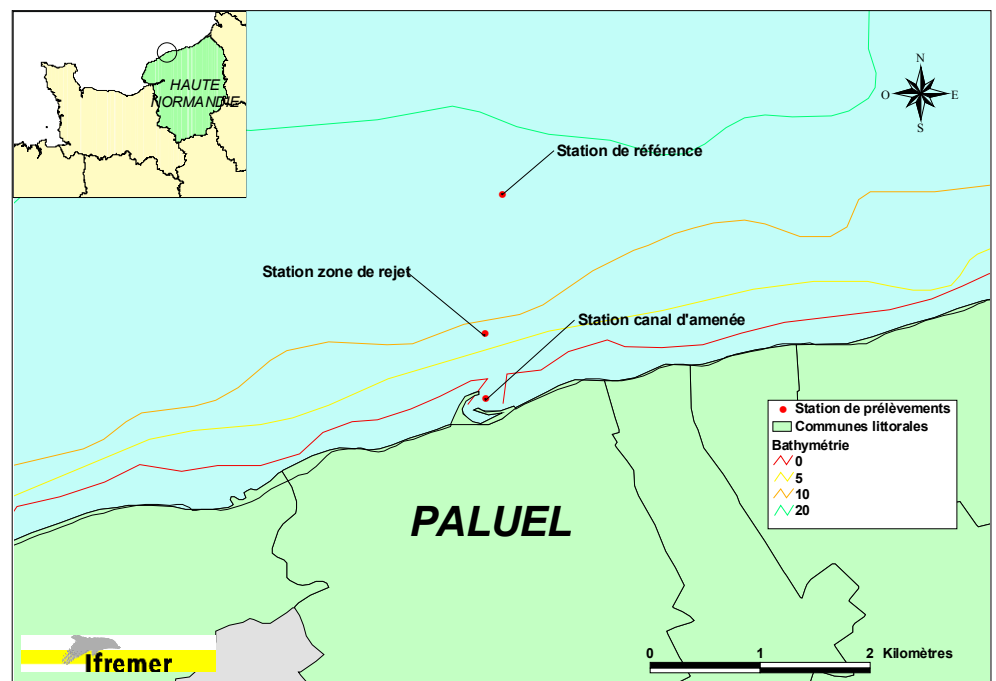 HAUTE
NORMANDIE
N
O
E
S
Station de référence
Station zone de rejet
Station canal d'amenée
Station de prélèvements
Communes littorales
Bathymétrie
0
5
10
20
PALUEL
Ifremer
0 1 2 Kilomètres